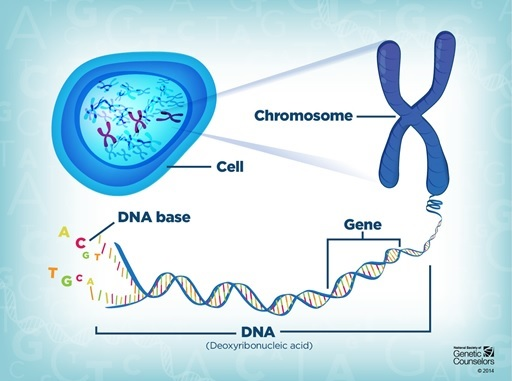 Chromosome
Cell
DNA base
A
C
G
T
T
G
C
A
Gene
DNA
(Deoxyribonucleic acid)
National Society of
Genetic
Counselors
© 2014